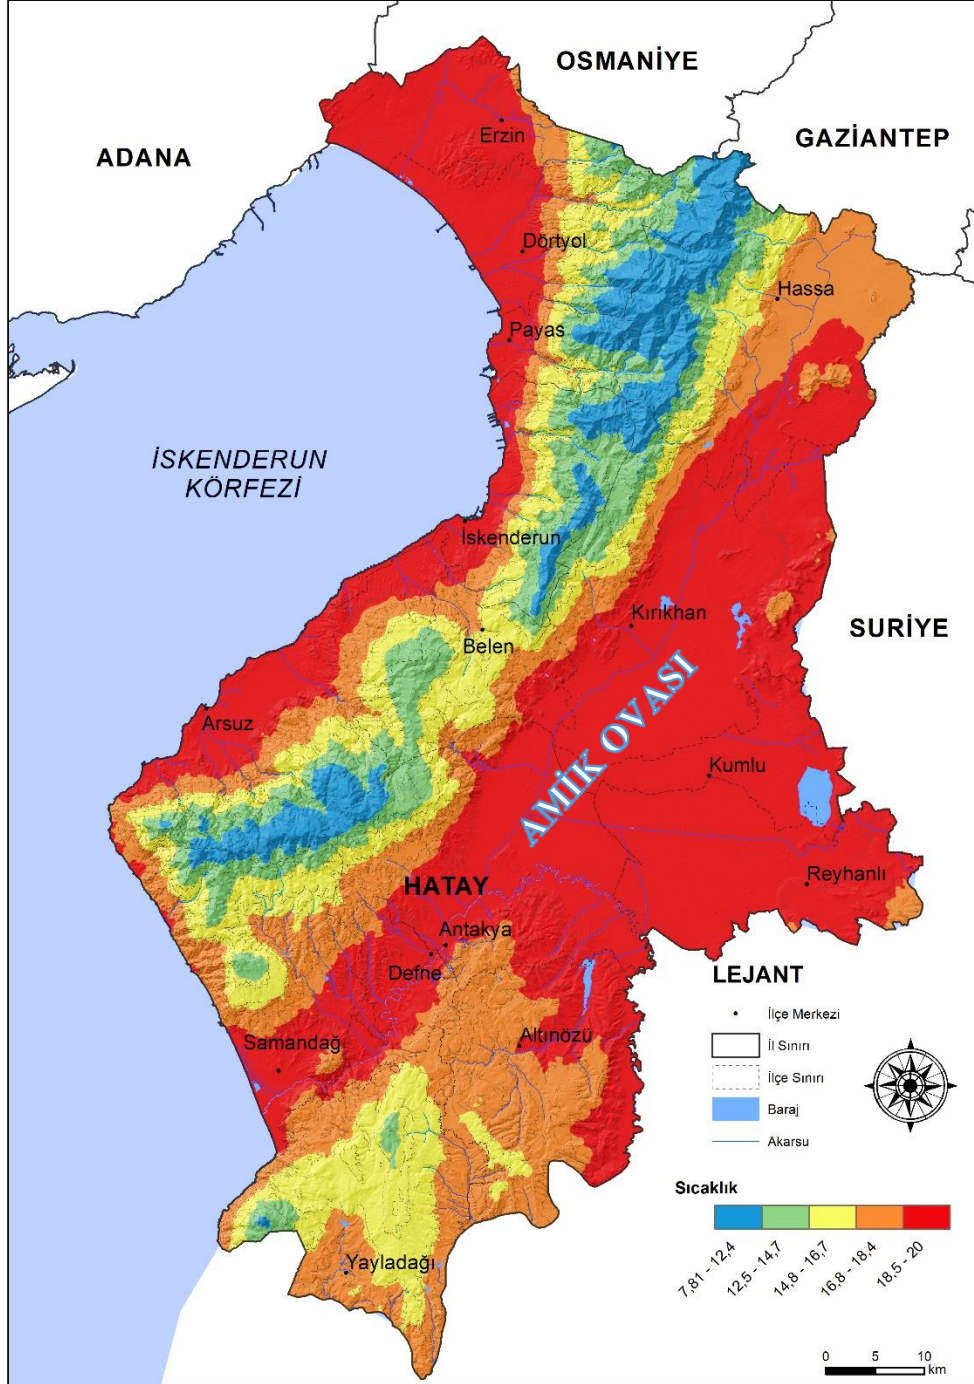 OSMANİYE
GAZİANTEP
ADANA
Erzin
Dörtyol
Hassa
Payas
İSKENDERUN
KÖRFEZİ
İskenderun
Kırıkhan
SURİYE
Belen
AMİK OVASI
Arsuz
Kumlu
Reyhanlı
HATAY
Antakya
Defne
Samandağ
Altınözü
Yayladağı
LEJANT
İlçe Merkezi
İl Sınırı
İlçe Sınırı
Baraj
Akarsu
Sıcaklık
7,81 - 12,4
12,5 - 14,7
14,8 - 16,7
16,8 - 18,4
18,5 - 20
0 5 10
km